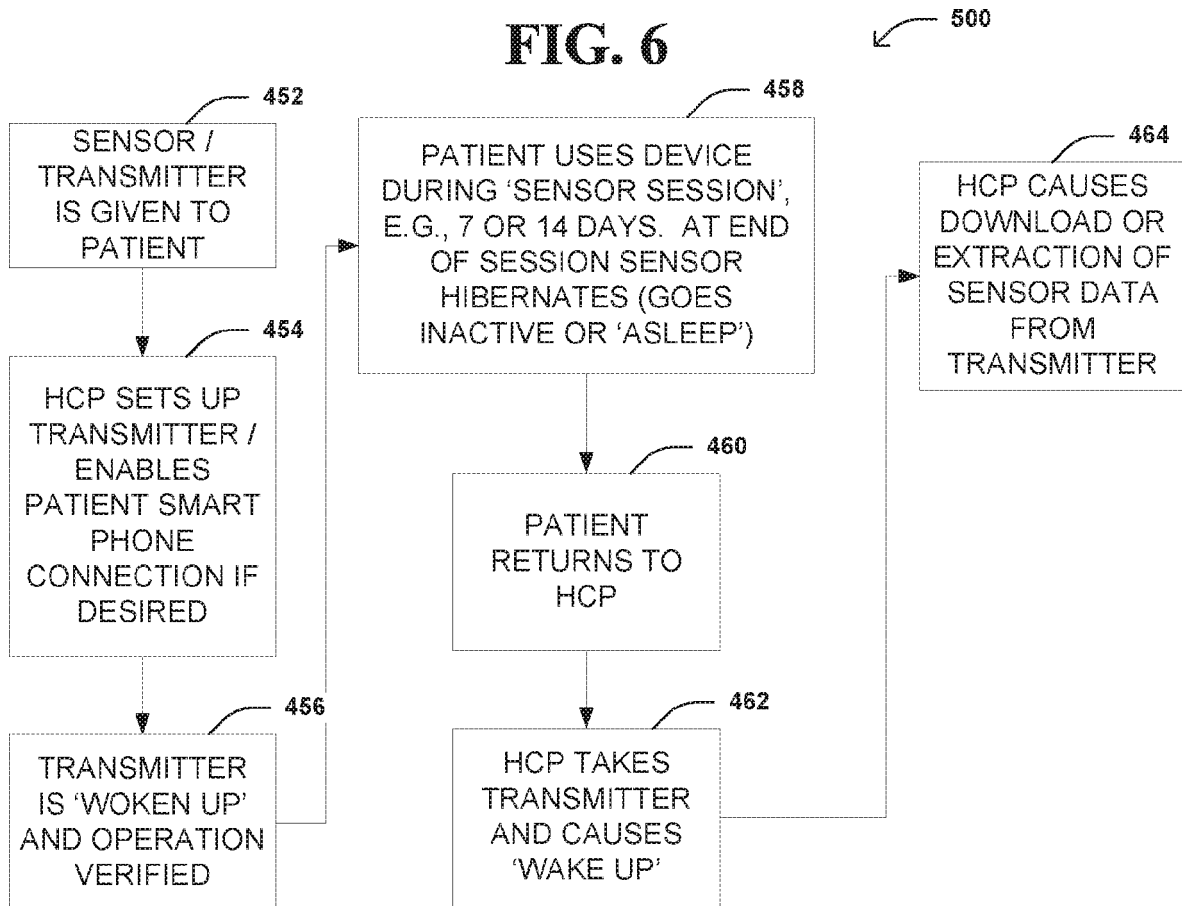 FIG. 6
500
452
SENSOR /
TRANSMITTER
IS GIVEN TO
PATIENT
454
HCP SETS UP
TRANSMITTER /
ENABLES
PATIENT SMART
PHONE
CONNECTION IF
DESIRED
456
TRANSMITTER
IS ‘WOKEN UP’
AND OPERATION
VERIFIED
458
PATIENT USES DEVICE
DURING ‘SENSOR SESSION’,
E.G., 7 OR 14 DAYS. AT END
OF SESSION SENSOR
HIBERNATES (GOES
INACTIVE OR ‘ASLEEP’)
460
PATIENT
RETURNS TO
HCP
462
HCP TAKES
TRANSMITTER
AND CAUSES
‘WAKE UP’
464
HCP CAUSES
DOWNLOAD OR
EXTRACTION OF
SENSOR DATA
FROM
TRANSMITTER